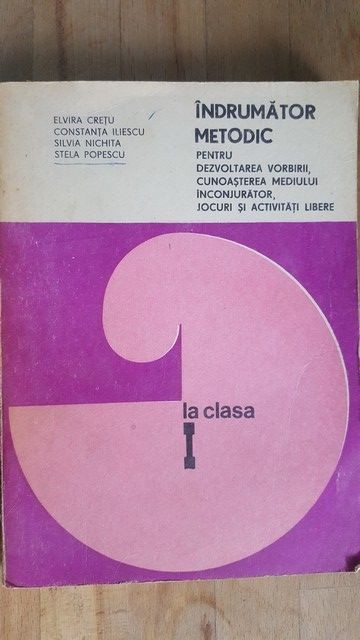 ELVIRA CREȚU
CONSTANȚA ILIESCU
SILVIA NICHITA
STELA POPESCU
ÎNDRUMĂTOR
METODIC
PENTRU
DEZVOLTAREA VORBIRII,
CUNOAȘTEREA MEDIULUI
ÎNCONJURĂTOR,
JOCURI ȘI ACTIVITĂȚI LIBERE
la clasa
I